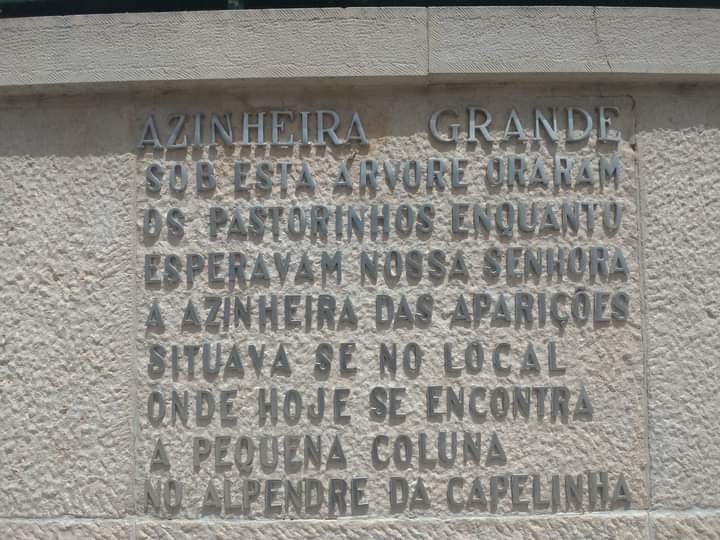 AZINHEIRA GRANDE
SOB ESTA ÁRVORE ORARAM
OS PASTORINHOS ENQUANTO
ESPERAVAM NOSSA SENHORA
A AZINHEIRA DAS APARIÇÕES
SITUAVA SE NO LOCAL
ONDE HOJE SE ENCONTRA
A PEQUENA COLUNA
NO ALPENDRE DA CAPELINHA